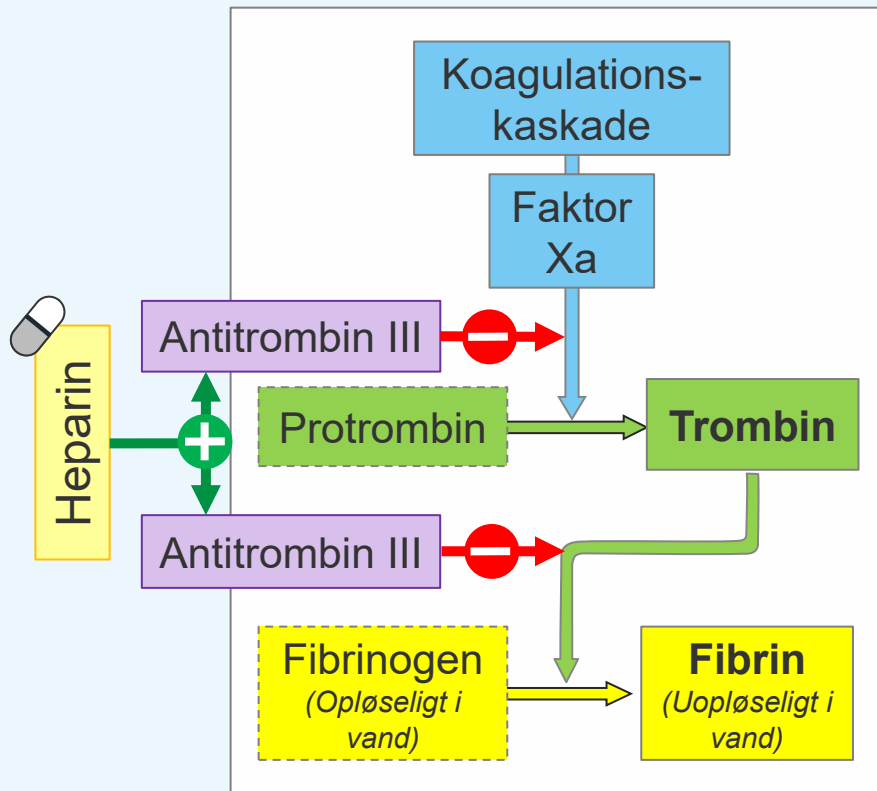 Koagulations-
kaskade
Faktor
Xa
Antitrombin III
Heparin
Protrombin
Trombin
Antitrombin III
Fibrinogen
(Opløseligt i
vand)
Fibrin
(Uopløseligt i
vand)